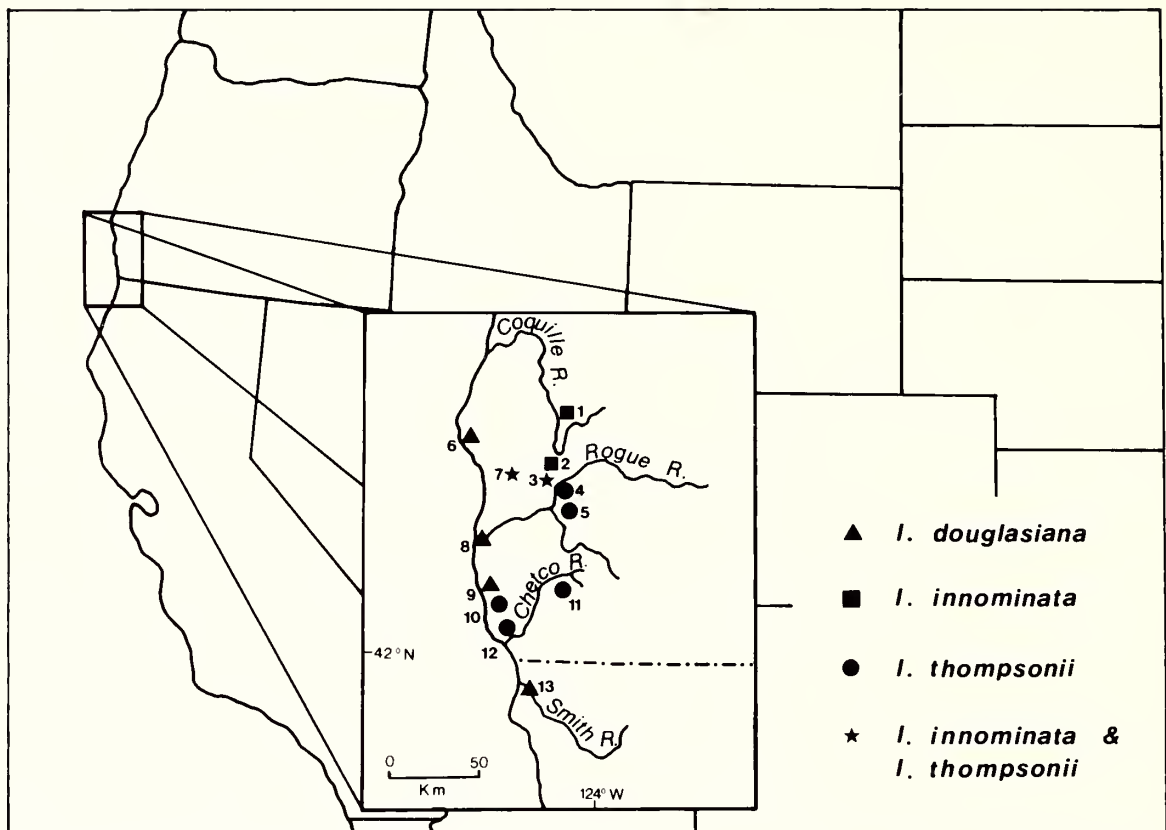 Coquille R.
1
6
2
Rogue R.
7
3
4
5
8
Chetco R.
9
11
10
12
42° N
13
Smith R.
0 50
Km
124° W
I. douglasiana
I. innominata
I. thompsonii
I. innominata &
I. thompsonii